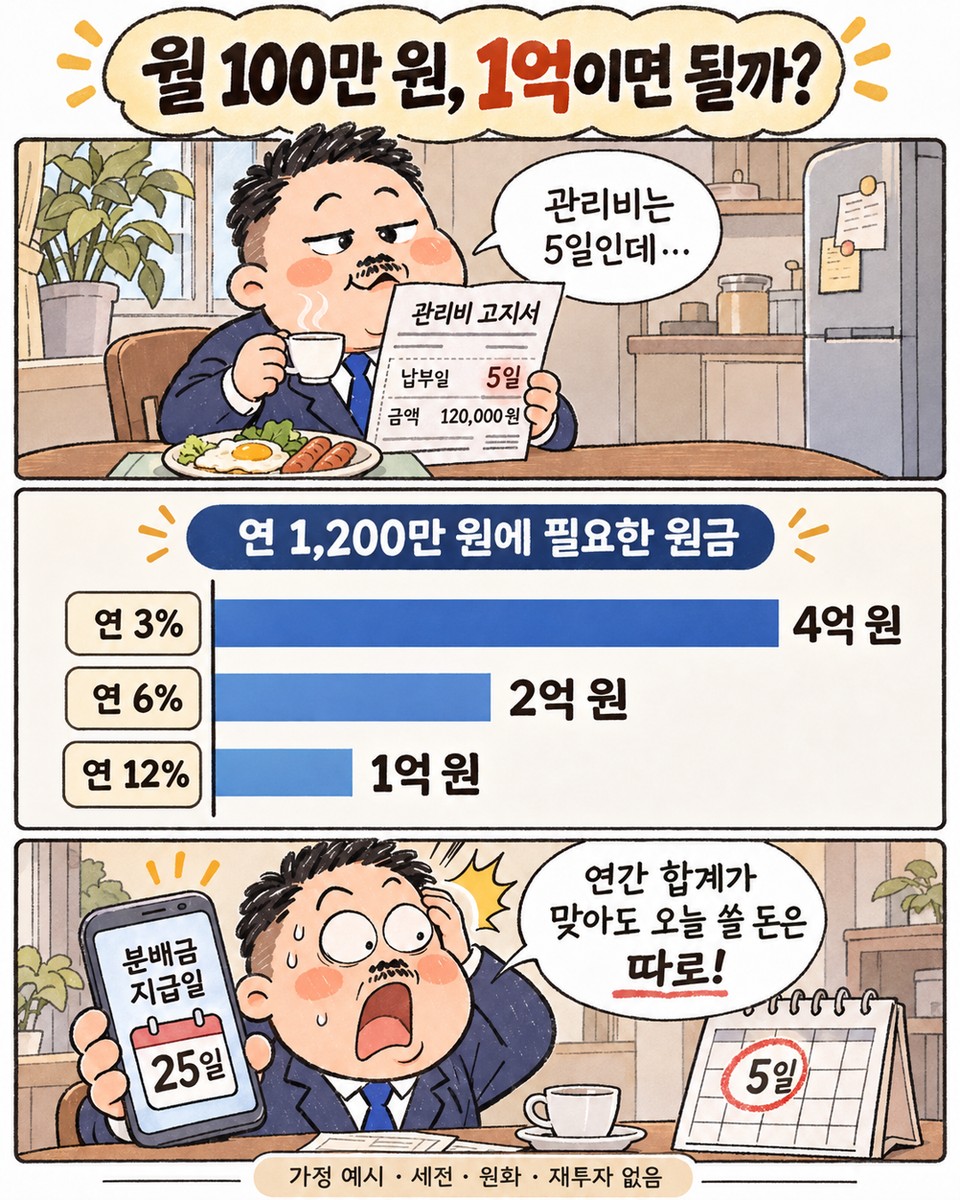 월 100만 원, 1억이면 될까?
관리비는
5일인데…
관리비 고지서
납부일 5일
금액 120,000원
연 1,200만 원에 필요한 원금
연 3% 4억 원
연 6% 2억 원
연 12% 1억 원
연간 합계가
맞아도 오늘 쓸 돈은
따로!
분배금
지급일
25일
5일
가정 예시 · 세전 · 원화 · 재투자 없음